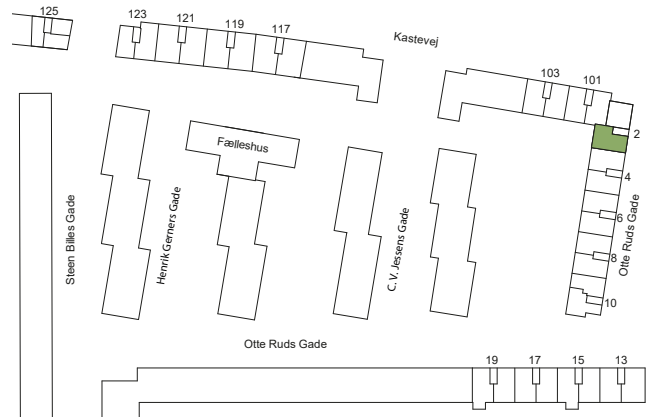 125
123
121
119
117
Kastevej
103
101
2
Fælleshus
4
Steen Billes Gade
Henrik Gerners Gade
C.V. Jessens Gade
6
Otte Ruds Gade
8
10
Otte Ruds Gade
19
17
15
13